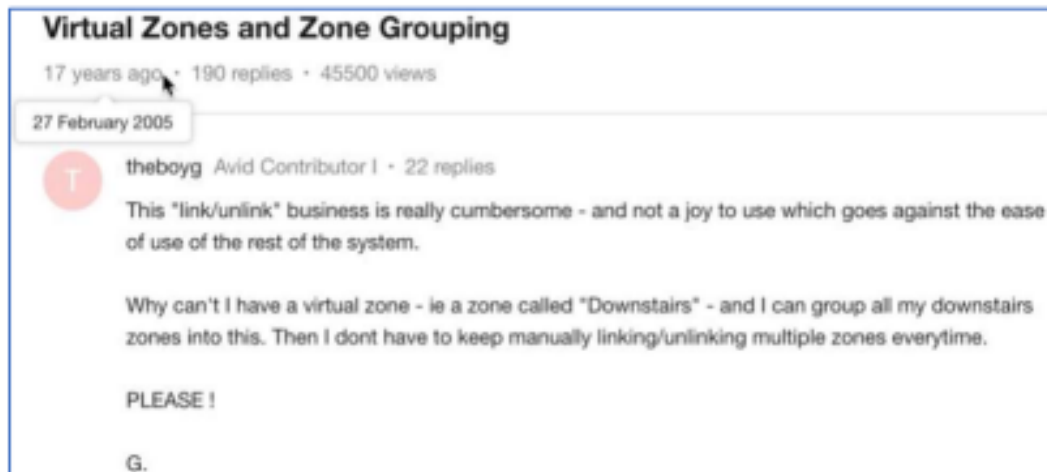 Virtual Zones and Zone Grouping
17 years ago · 190 replies · 45500 views
27 February 2005
T
theboyg Avid Contributor I · 22 replies
This "link/unlink" business is really cumbersome - and not a joy to use which goes against the ease
of use of the rest of the system.
Why can't I have a virtual zone - ie a zone called "Downstairs" - and I can group all my downstairs
zones into this. Then I dont have to keep manually linking/unlinking multiple zones everytime.
PLEASE !
G.